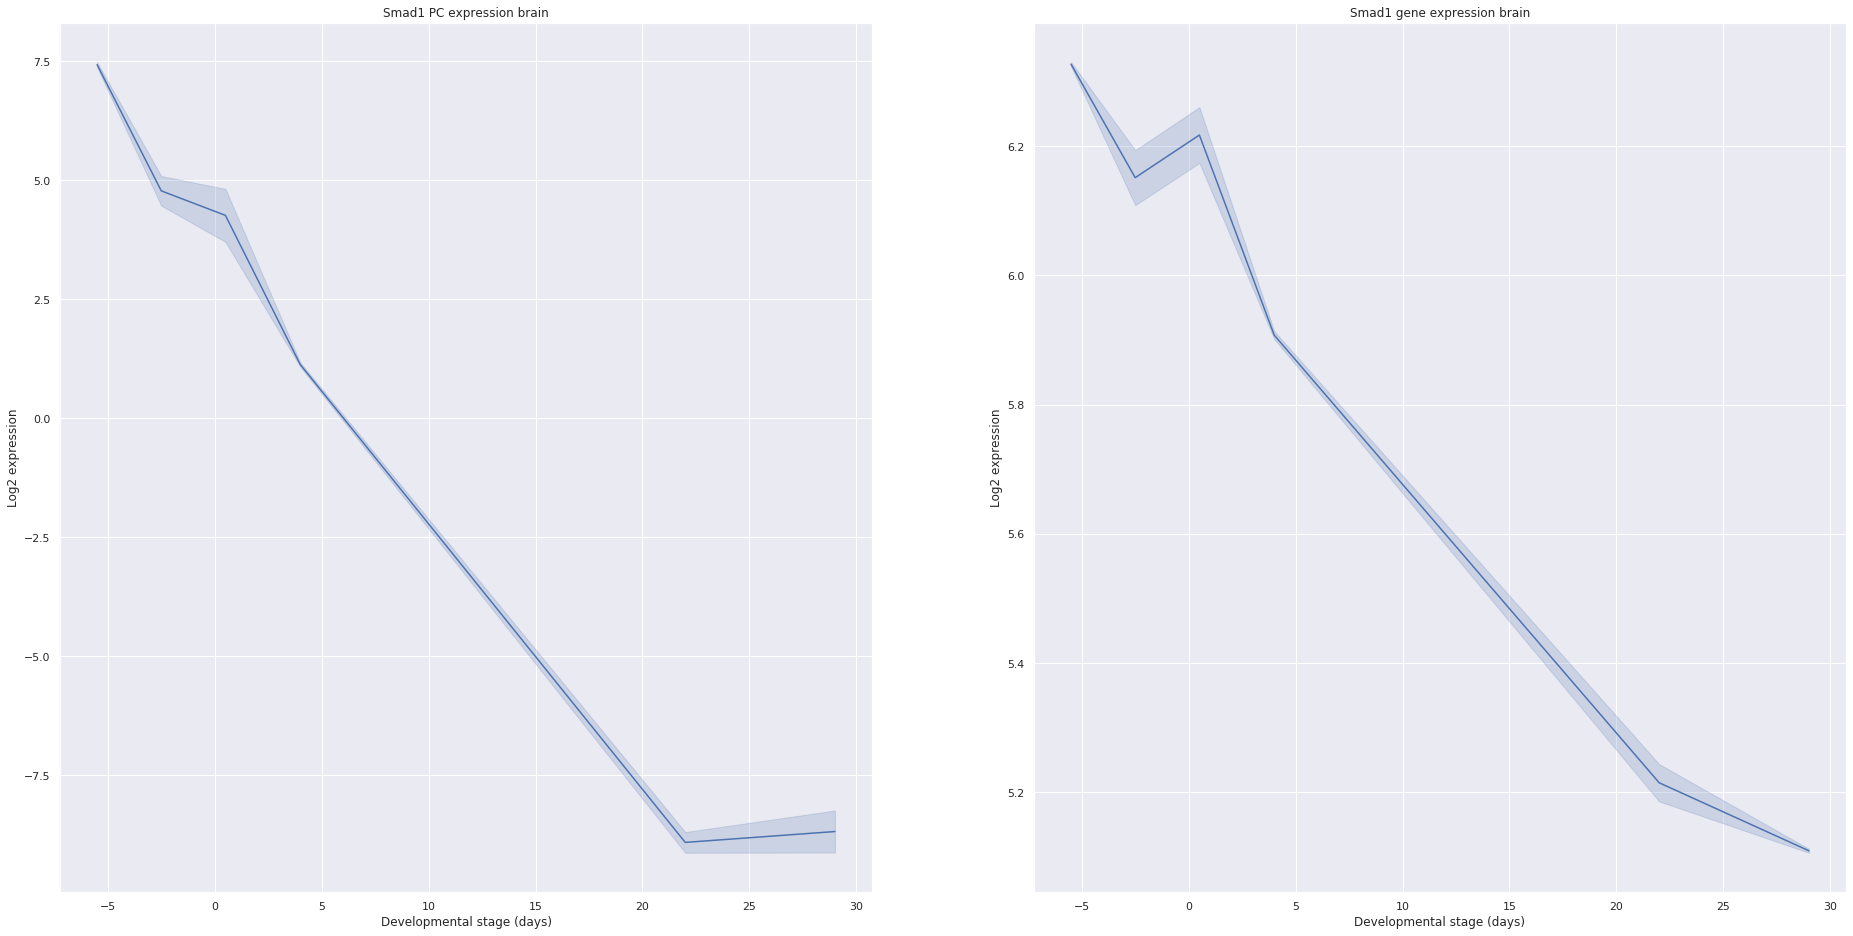 Smad1 PC expression brain
Log2 expression
7.5
5.0
2.5
0.0
−2.5
−5.0
−7.5
−5 0 5 10 15 20 25 30
Developmental stage (days)
Smad1 gene expression brain
Log2 expression
6.2
6.0
5.8
5.6
5.4
5.2
−5 0 5 10 15 20 25 30
Developmental stage (days)